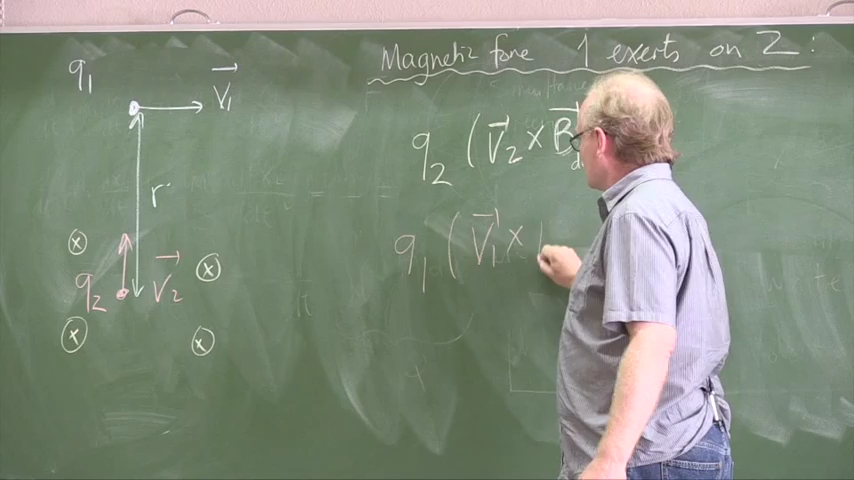 q₁
V₁
r
q₂ V₂
Magnetic force 1 exerts on 2 :
q₂ (V₂ × B
q₁ (V₁ ×